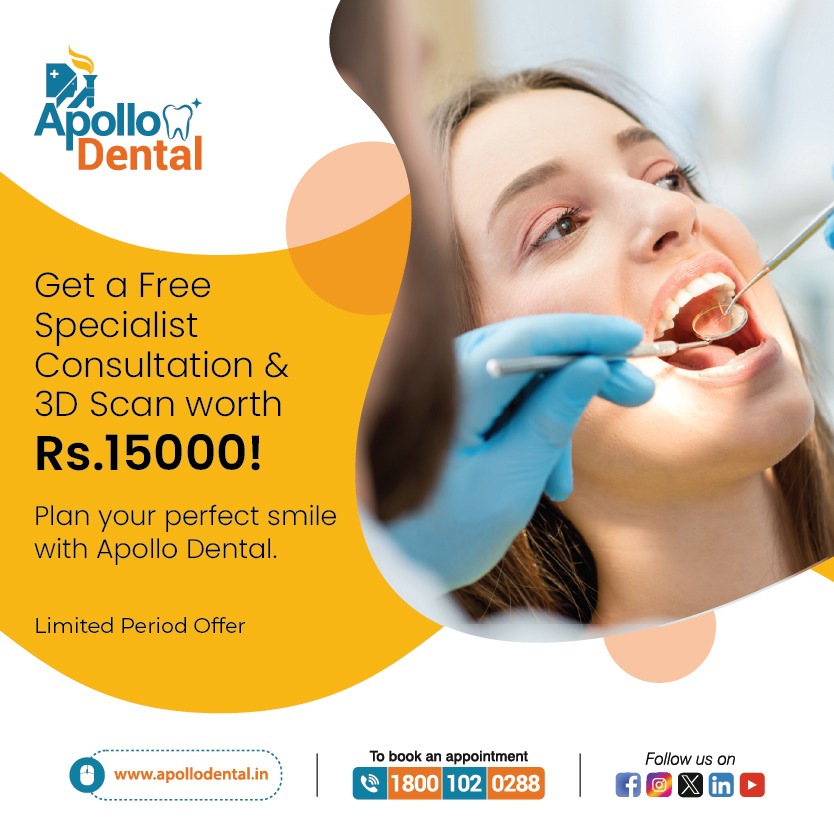 Apollo
Dental
Get a Free
Specialist
Consultation &
3D Scan worth
Rs.15000!
Plan your perfect smile
with Apollo Dental.
Limited Period Offer
www.apollodental.in
To book an appointment
1800 102 0288
Follow us on